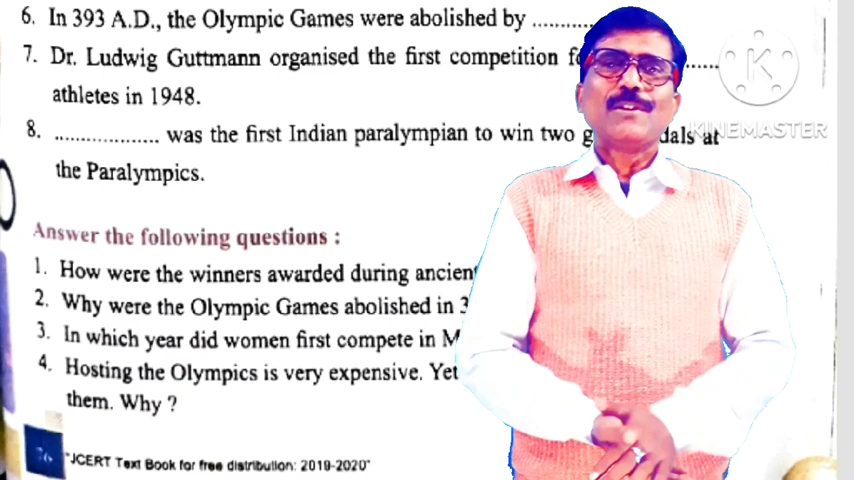 6. In 393 A.D., the Olympic Games were abolished by ...........
7. Dr. Ludwig Guttmann organised the first competition ......
athletes in 1948.
8. .................. was the first Indian paralympian to win two at
the Paralympics.
Answer the following questions :
1. How were the winners awarded during
2. Why were the Olympic Games abolished in
3. In which year did women first compete in
4. Hosting the Olympics is very expensive. Yet
them. Why ?
76 "JCERT Text Book for free distribution: 2019-2020"
K
KINEMASTER